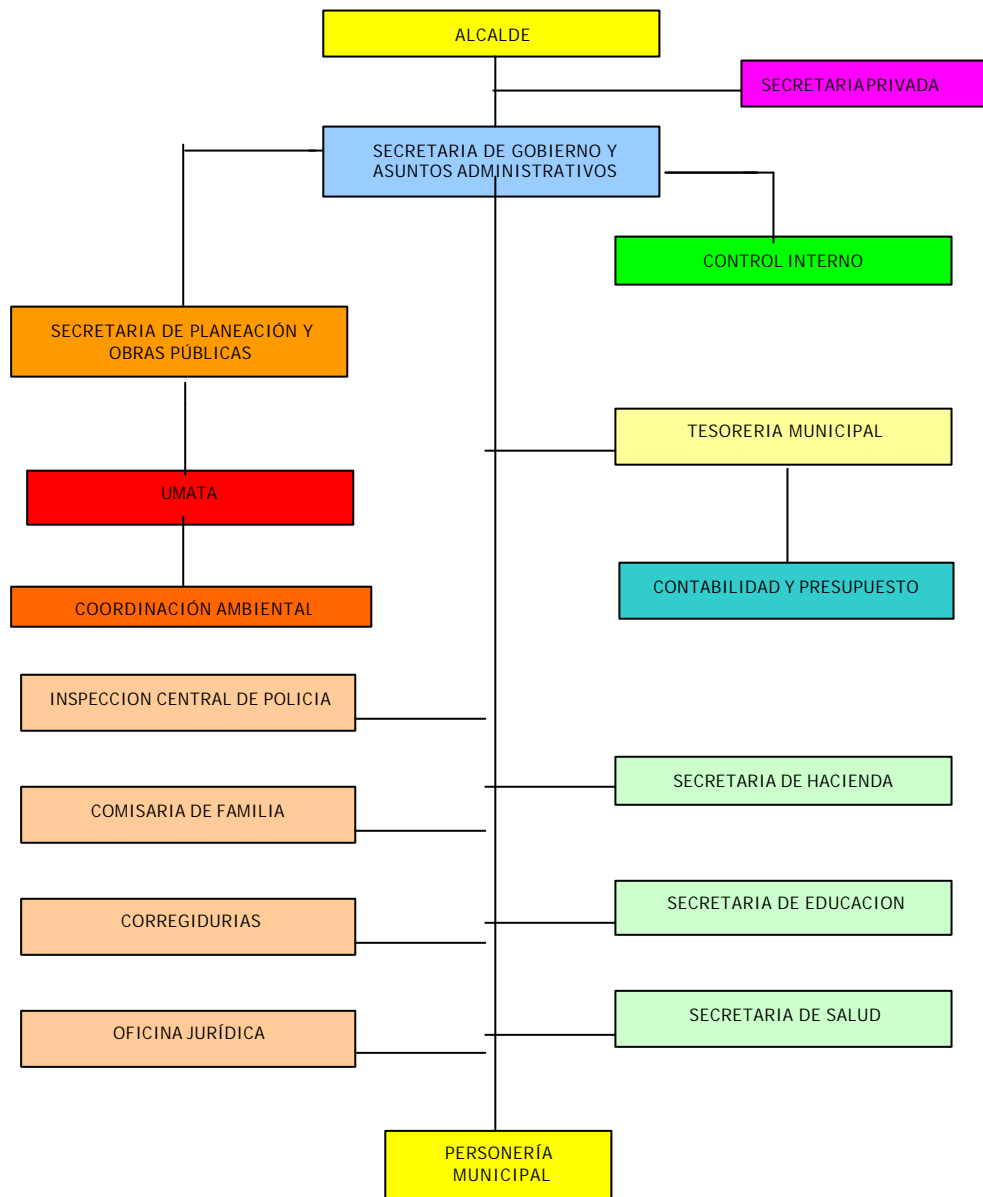 ALCALDE
SECRETARIA PRIVADA
SECRETARIA DE GOBIERNO Y
ASUNTOS ADMINISTRATIVOS
CONTROL INTERNO
SECRETARIA DE PLANEACIÓN Y
OBRAS PÚBLICAS
TESORERIA MUNICIPAL
UMATA
CONTABILIDAD Y PRESUPUESTO
COORDINACIÓN AMBIENTAL
INSPECCION CENTRAL DE POLICIA
SECRETARIA DE HACIENDA
COMISARIA DE FAMILIA
SECRETARIA DE EDUCACION
CORREGIDURIAS
SECRETARIA DE SALUD
OFICINA JURÍDICA
PERSONERÍA
MUNICIPAL